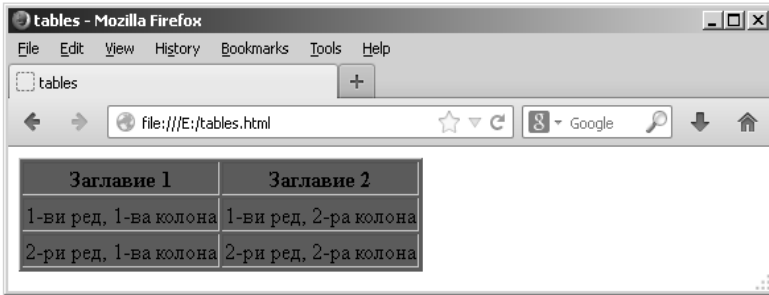 tables - Mozilla Firefox
File Edit View History Bookmarks Tools Help
tables +
file:///E:/tables.html 8 Google
Заглавие 1 Заглавие 2
1-ви ред, 1-ва колона 1-ви ред, 2-ра колона
2-ри ред, 1-ва колона 2-ри ред, 2-ра колона